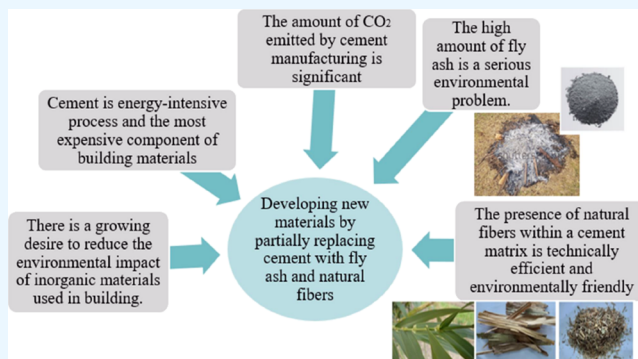 The amount of CO2
emitted by cement
manufacturing is
significant
The high
amount of fly
ash is a serious
environmental
problem.
Cement is energy-intensive
process and the most
expensive component of
building materials
There is a growing
desire to reduce the
environmental impact
of inorganic materials
used in building.
Developing new
materials by
partially replacing
cement with fly
ash and natural
fibers
The presence of natural
fibers within a cement
matrix is technically
efficient and
environmentally friendly